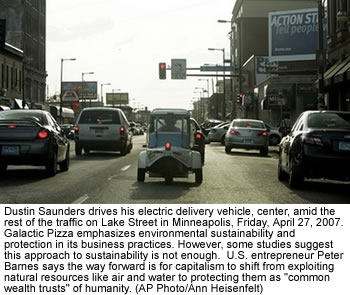 ACTION ST
Dustin Saunders drives his electric delivery vehicle, center, amid the
rest of the traffic on Lake Street in Minneapolis, Friday, April 27, 2007.
Galactic Pizza emphasizes environmental sustainability and
protection in its business practices. However, some studies suggest
this approach to sustainability is not enough.  U.S. entrepreneur Peter
Barnes says the way forward is for capitalism to shift from exploiting
natural resources like air and water to protecting them as "common
wealth trusts" of humanity. (AP Photo/Ann Heisenfelt)